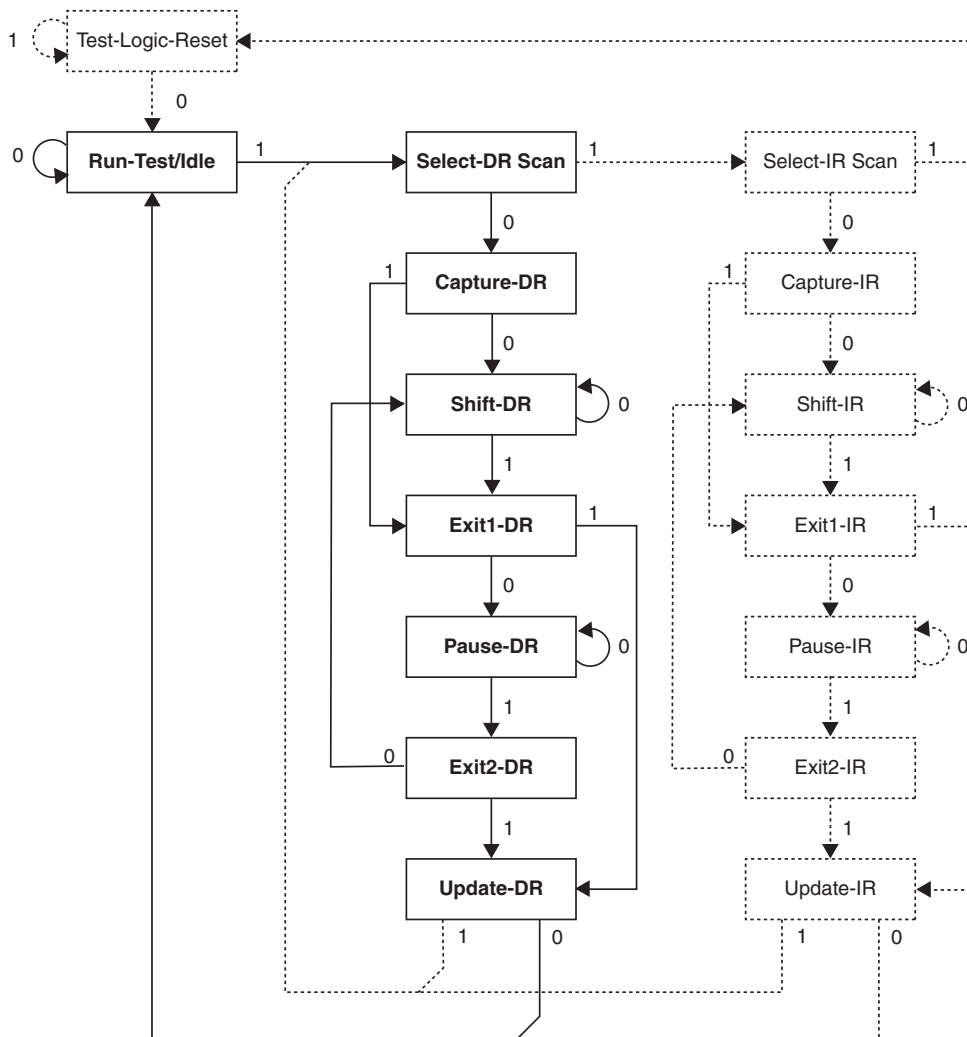 1 Test-Logic-Reset
0
0 Run-Test/Idle 1 Select-DR Scan 1 Select-IR Scan 1
0 0
1 Capture-DR 1 Capture-IR
0 0
Shift-DR 0 Shift-IR 0
1 1
Exit1-DR 1 Exit1-IR 1
0 0
Pause-DR 0 Pause-IR 0
1 1
0 Exit2-DR 0 Exit2-IR
1 1
Update-DR Update-IR
1 0 1 0